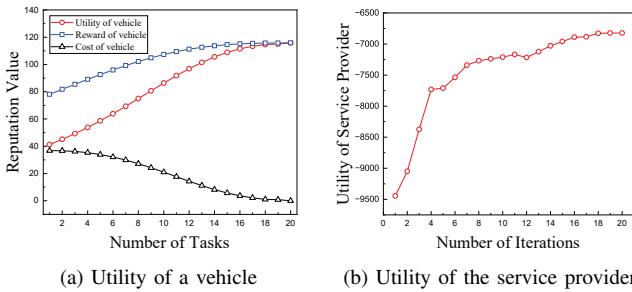 Utility of vehicle
Reward of vehicle
Cost of vehicle
Reputation Value
140
120
100
80
60
40
20
0
2 4 6 8 10 12 14 16 18 20
Number of Tasks
(a) Utility of a vehicle
Utility of Service Provider
-6500
-7000
-7500
-8000
-8500
-9000
-9500
0 2 4 6 8 10 12 14 16 18 20
Number of Iterations
(b) Utility of the service provider